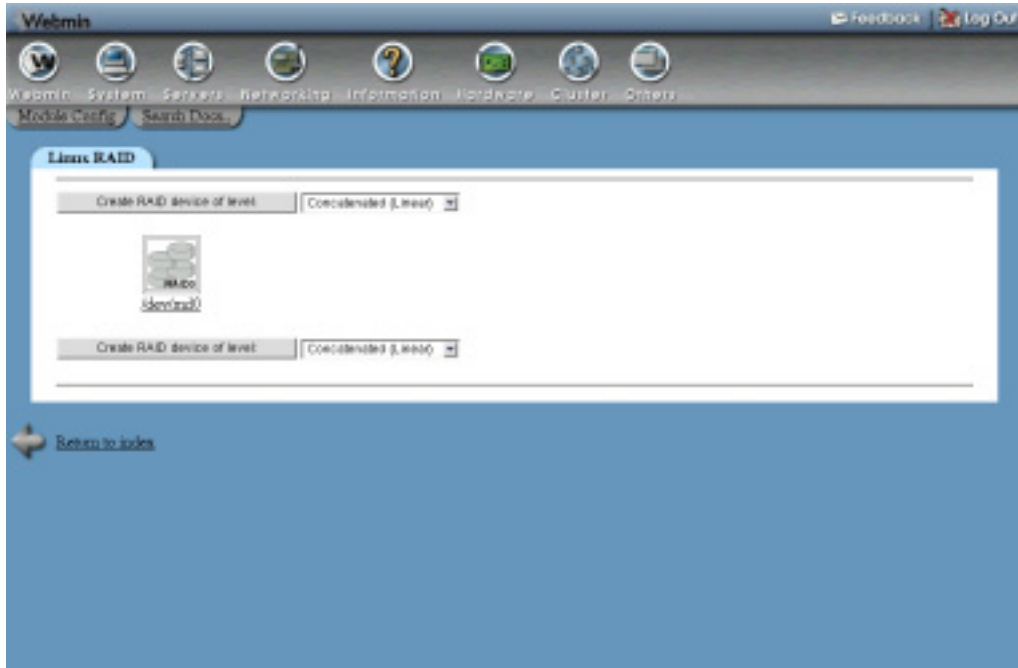 Webmin
Feedback Log Out
Webmin System Servers Networking Information Hardware Cluster Others
Module Config Search Docs..
Linux RAID
Create RAID device of level: Concatenated (Linear)
RAID0
/dev/md0
Create RAID device of level: Concatenated (Linear)
Return to index